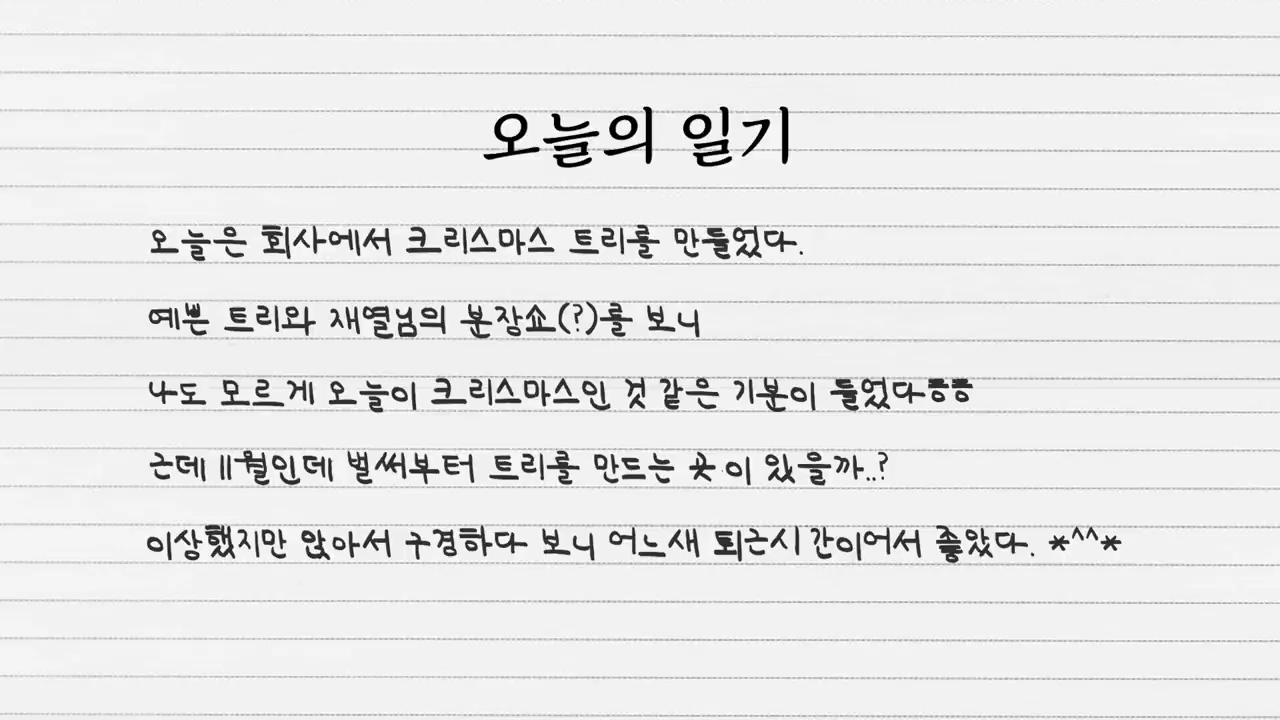 오늘의 일기
오늘은 회사에서 크리스마스 트리를 만들었다.
예쁜 트리와 재열님의 분장쇼(?)를 보니
나도 모르게 오늘이 크리스마스인 것 같은 기분이 들었다ㅎㅎ
근데 11월인데 벌써부터 트리를 만드는 곳이 있을까..?
이상했지만 앉아서 구경하다 보니 어느새 퇴근시간이어서 좋았다. *^^*